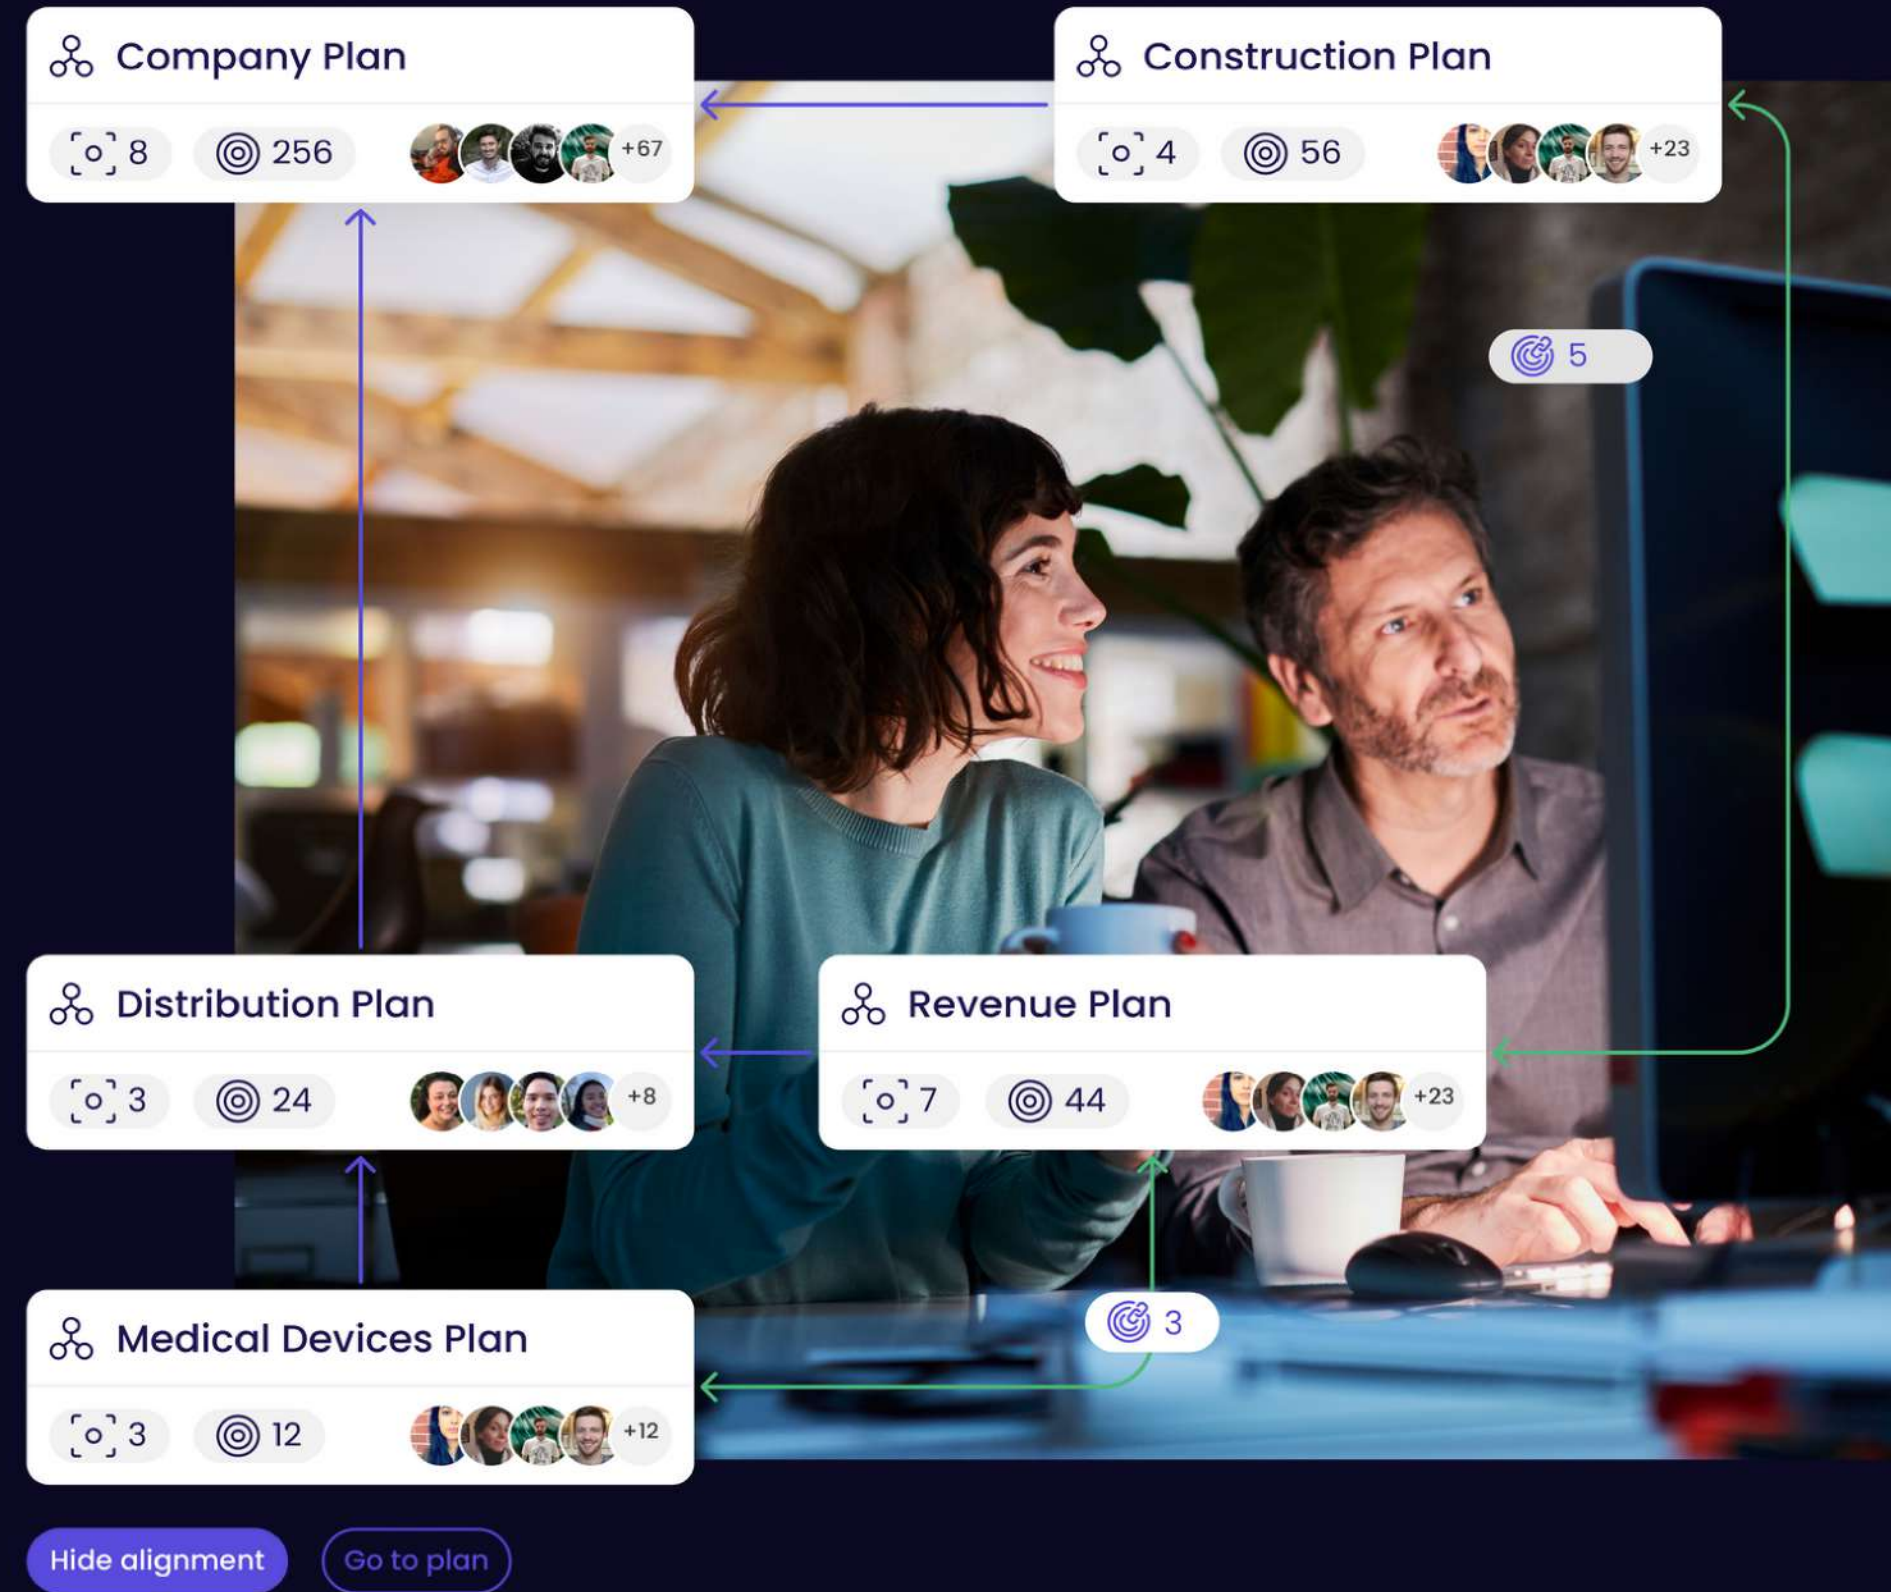 Company Plan
8
256
+67
Construction Plan
4
56
+23
5
Distribution Plan
3
24
+8
Revenue Plan
7
44
+23
Medical Devices Plan
3
12
+12
3
Hide alignment
Go to plan